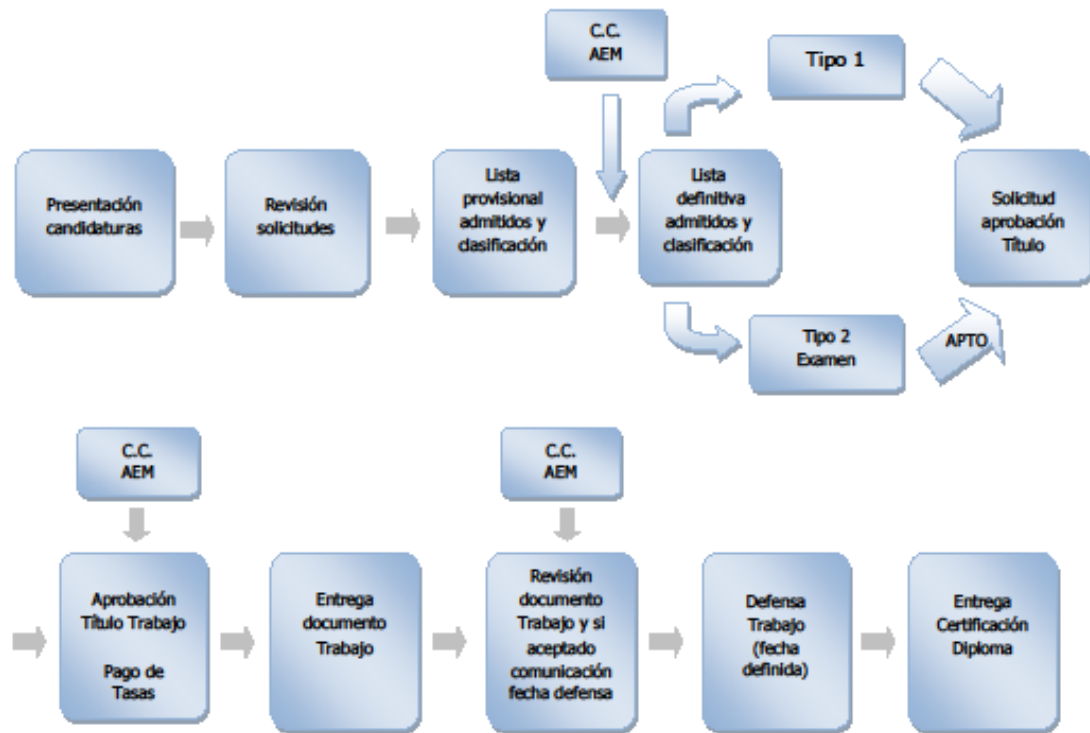 C.C.
AEM
Tipo 1
Presentación
candidaturas
Revisión
solicitudes
Lista
provisional
admitidos y
clasificación
Lista
definitiva
admitidos y
clasificación
Solicitud
aprobación
Título
Tipo 2
Examen
APTO
C.C.
AEM
C.C.
AEM
Aprobación
Título Trabajo
Pago de
Tasas
Entrega
documento
Trabajo
Revisión
documento
Trabajo y si
aceptado
comunicación
fecha defensa
Defensa
Trabajo
(fecha
definida)
Entrega
Certificación
Diploma